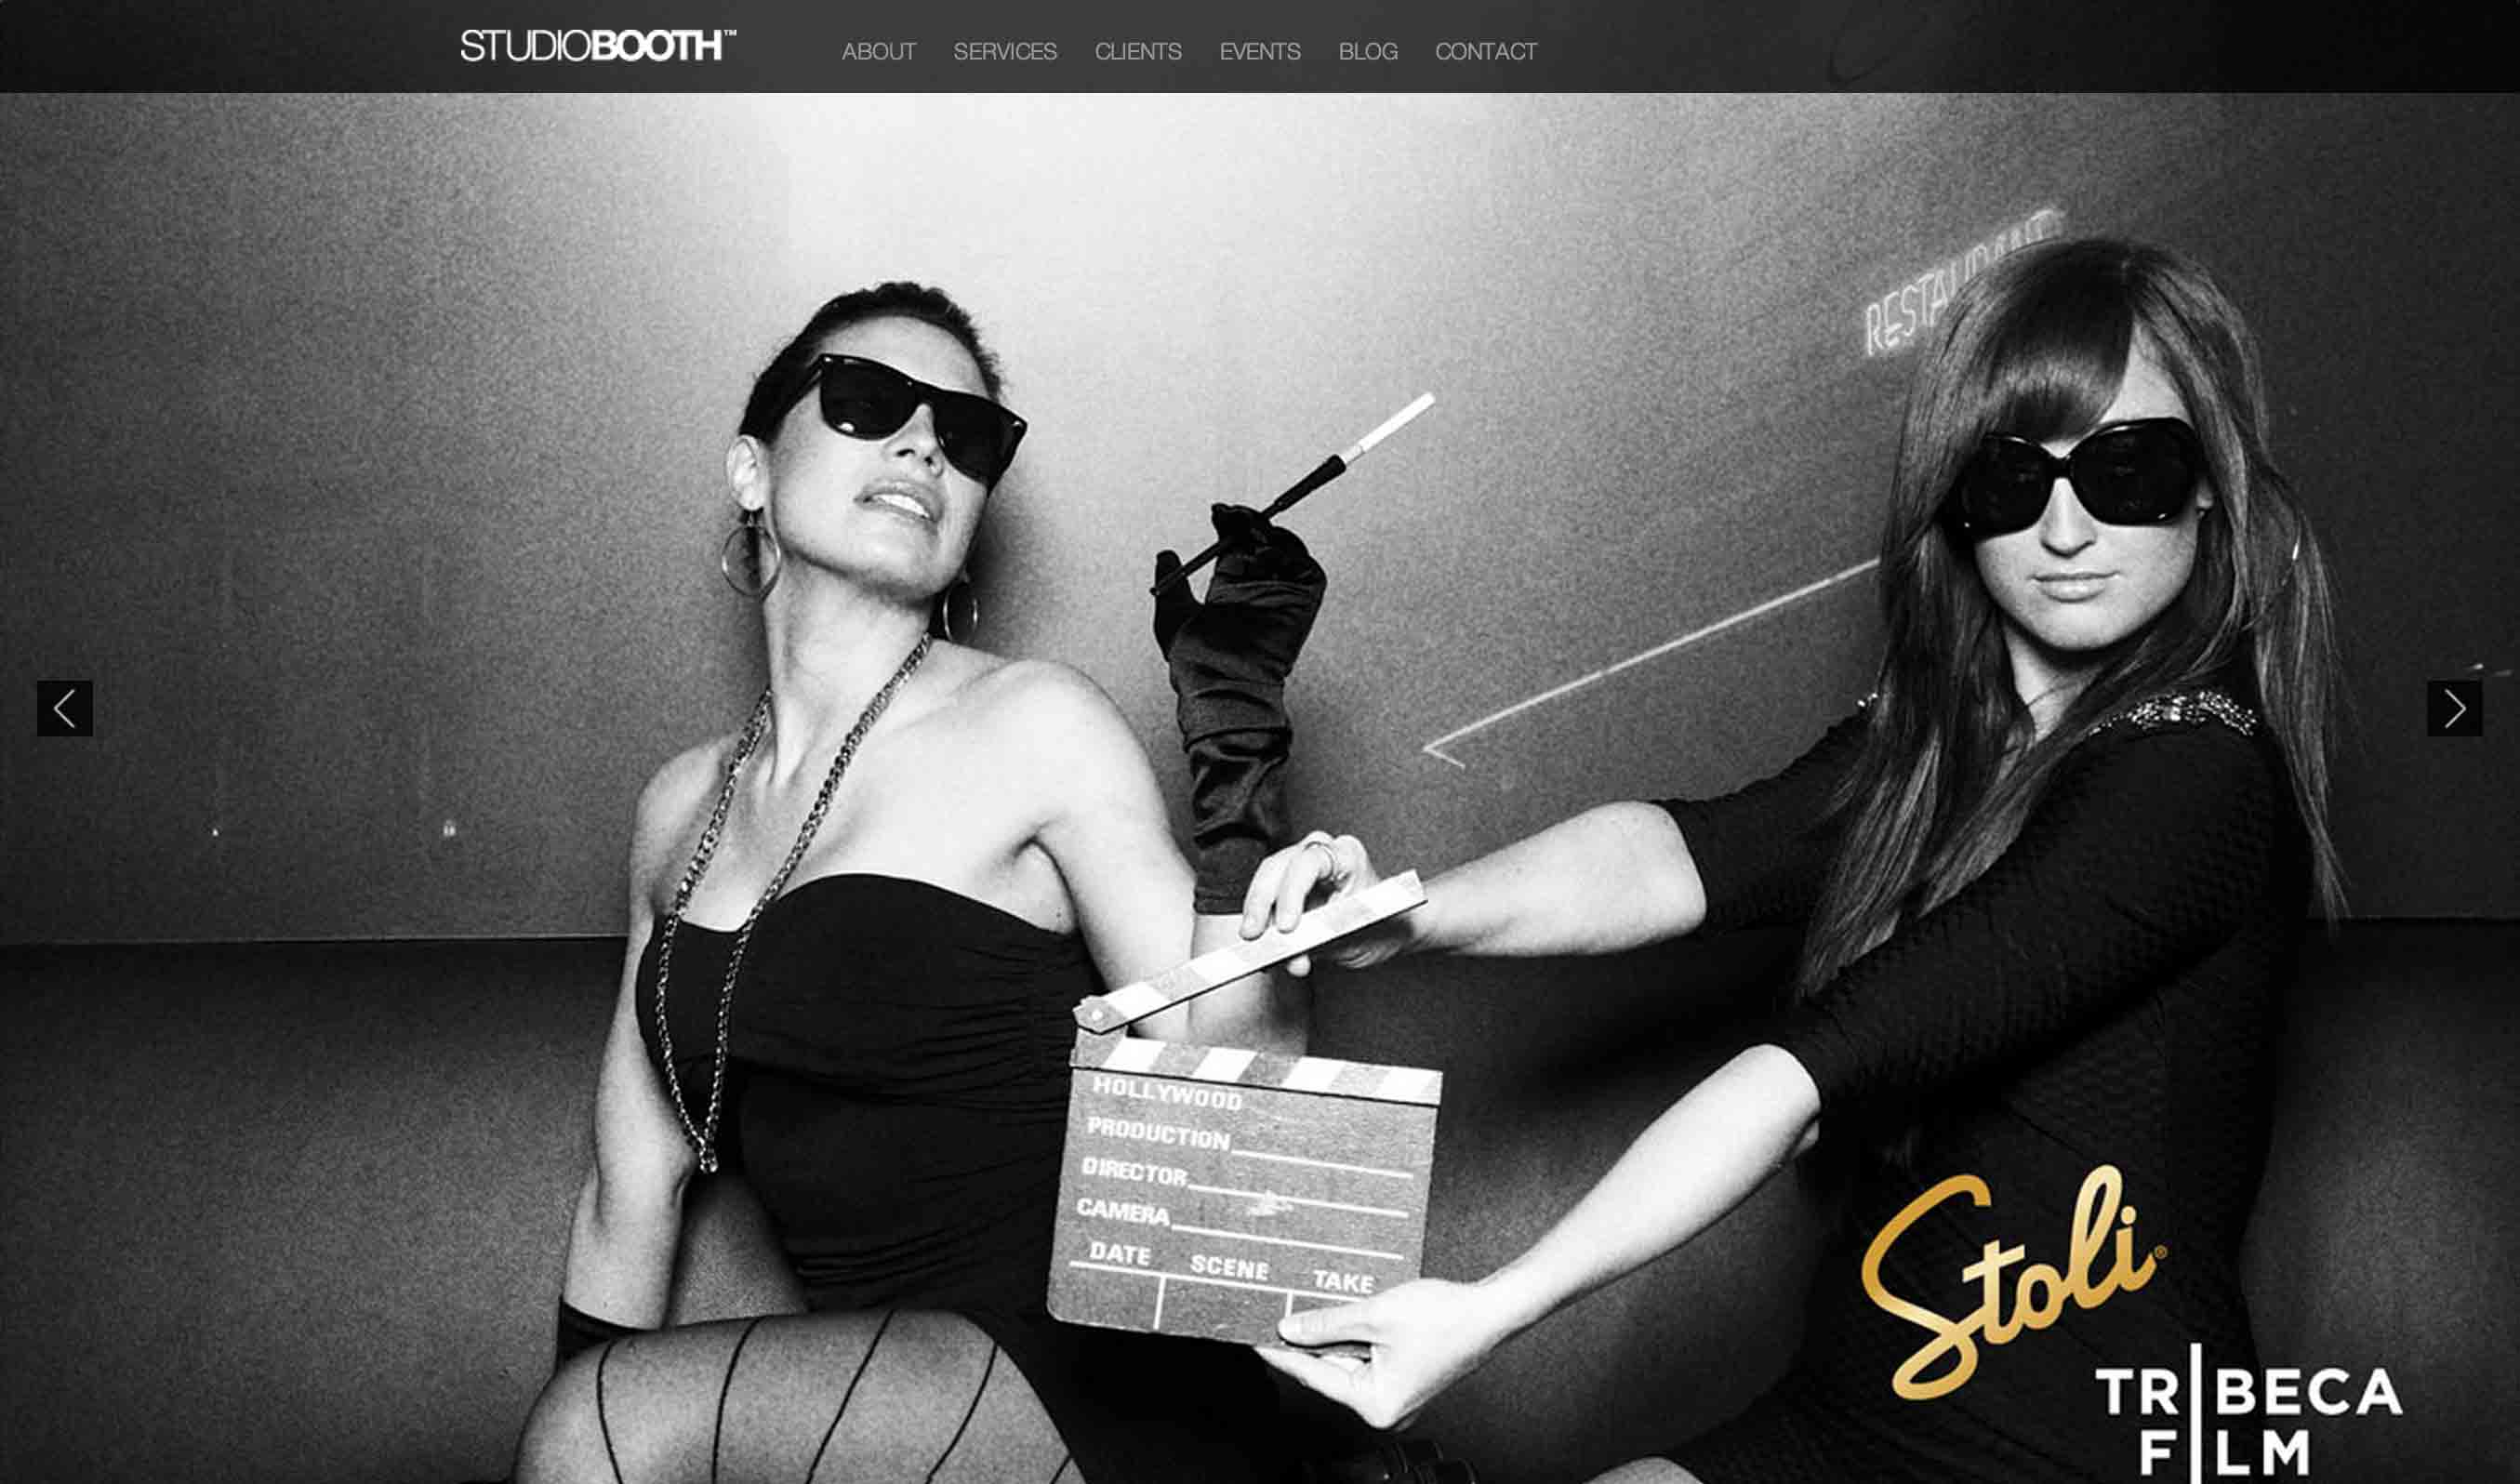 STUDIOBOOTH™
ABOUT SERVICES CLIENTS EVENTS BLOG CONTACT
RESTAURANT
HOLLYWOOD
PRODUCTION
DIRECTOR
CAMERA
DATE SCENE TAKE
Stoli®
TRIBECA
FILM